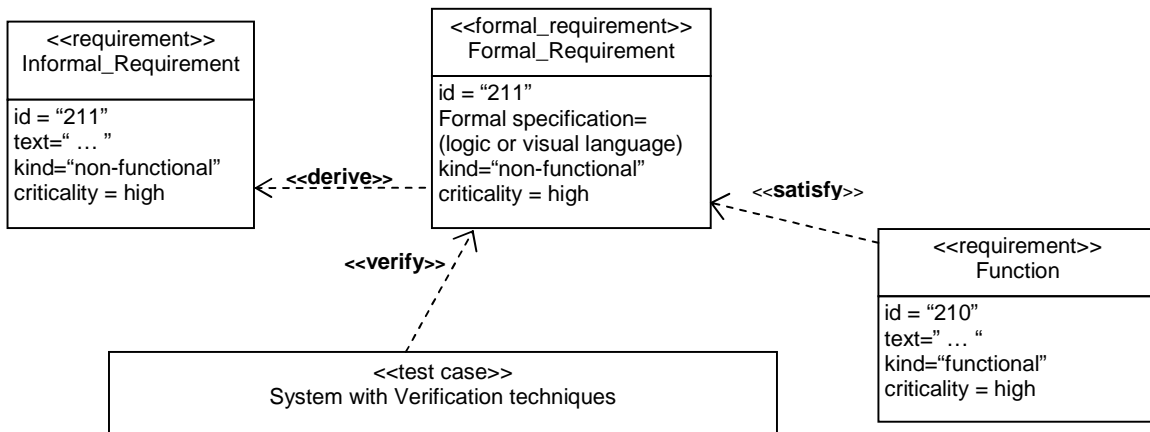 <<requirement>>
Informal_Requirement
id = “211”
text=“ … ”
kind=“non-functional”
criticality = high
<<derive>>
<<formal_requirement>>
Formal_Requirement
id = “211”
Formal specification=
(logic or visual language)
kind=“non-functional”
criticality = high
<<satisfy>>
<<verify>>
<<requirement>>
Function
id = “210”
text=” … “
kind=“functional”
criticality = high
<<test case>>
System with Verification techniques